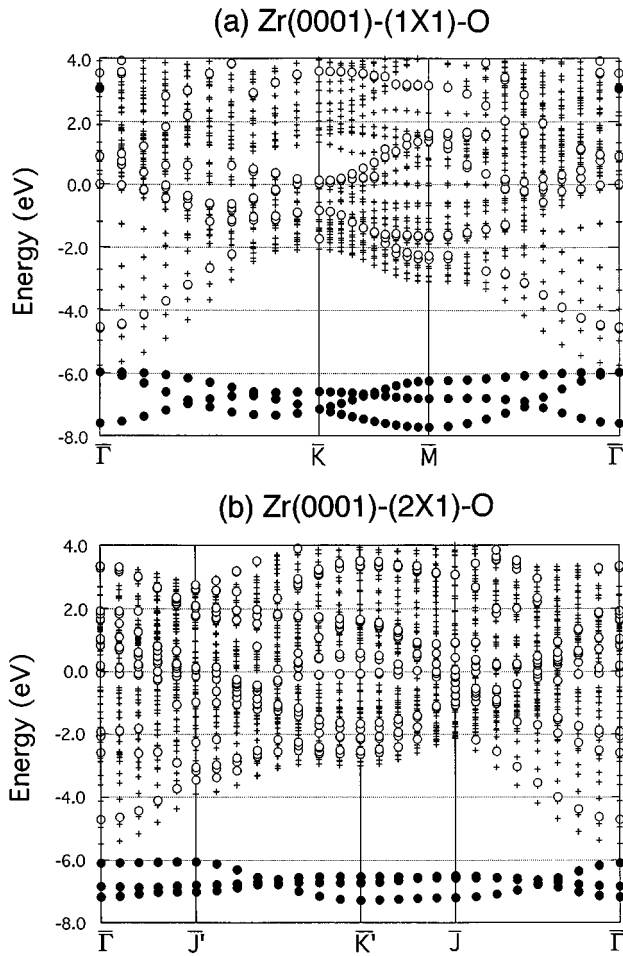 (a) Zr(0001)-(1X1)-O
4.0
2.0
0.0
-2.0
-4.0
-6.0
-8.0
Energy (eV)
Γ̅ K̅ M̅ Γ̅
(b) Zr(0001)-(2X1)-O
4.0
2.0
0.0
-2.0
-4.0
-6.0
-8.0
Energy (eV)
Γ̅ J̅' K̅' J̅ Γ̅